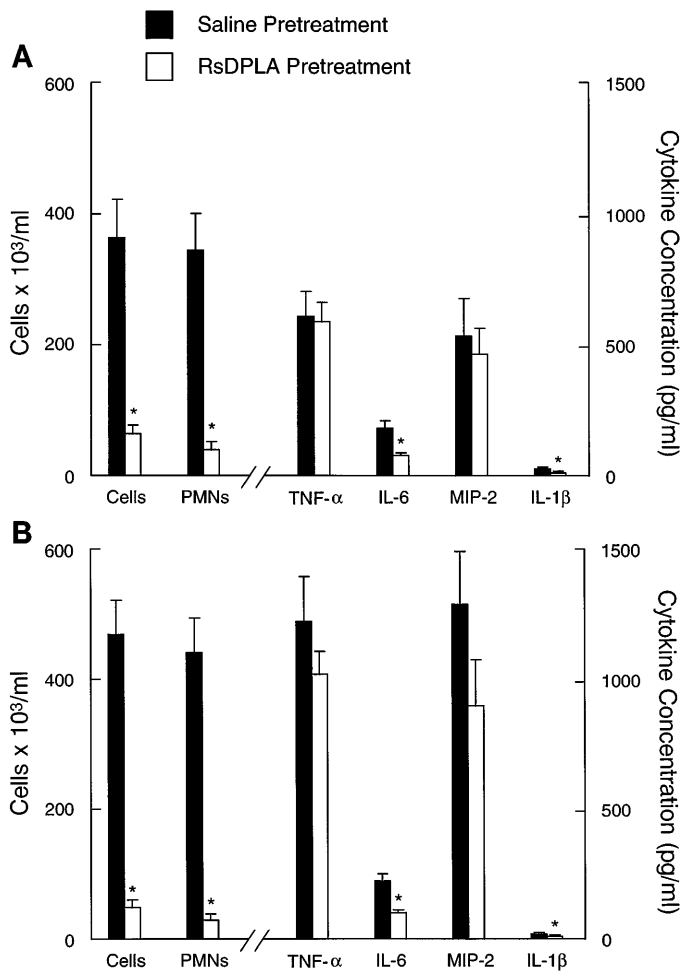 Saline Pretreatment
RsDPLA Pretreatment
A
600
400
200
0
Cells x 10³/ml
1500
1000
500
0
Cytokine Concentration (pg/ml)
* * * *
Cells PMNs TNF-α IL-6 MIP-2 IL-1β
B
600
400
200
0
Cells x 10³/ml
1500
1000
500
0
Cytokine Concentration (pg/ml)
* * * *
Cells PMNs TNF-α IL-6 MIP-2 IL-1β